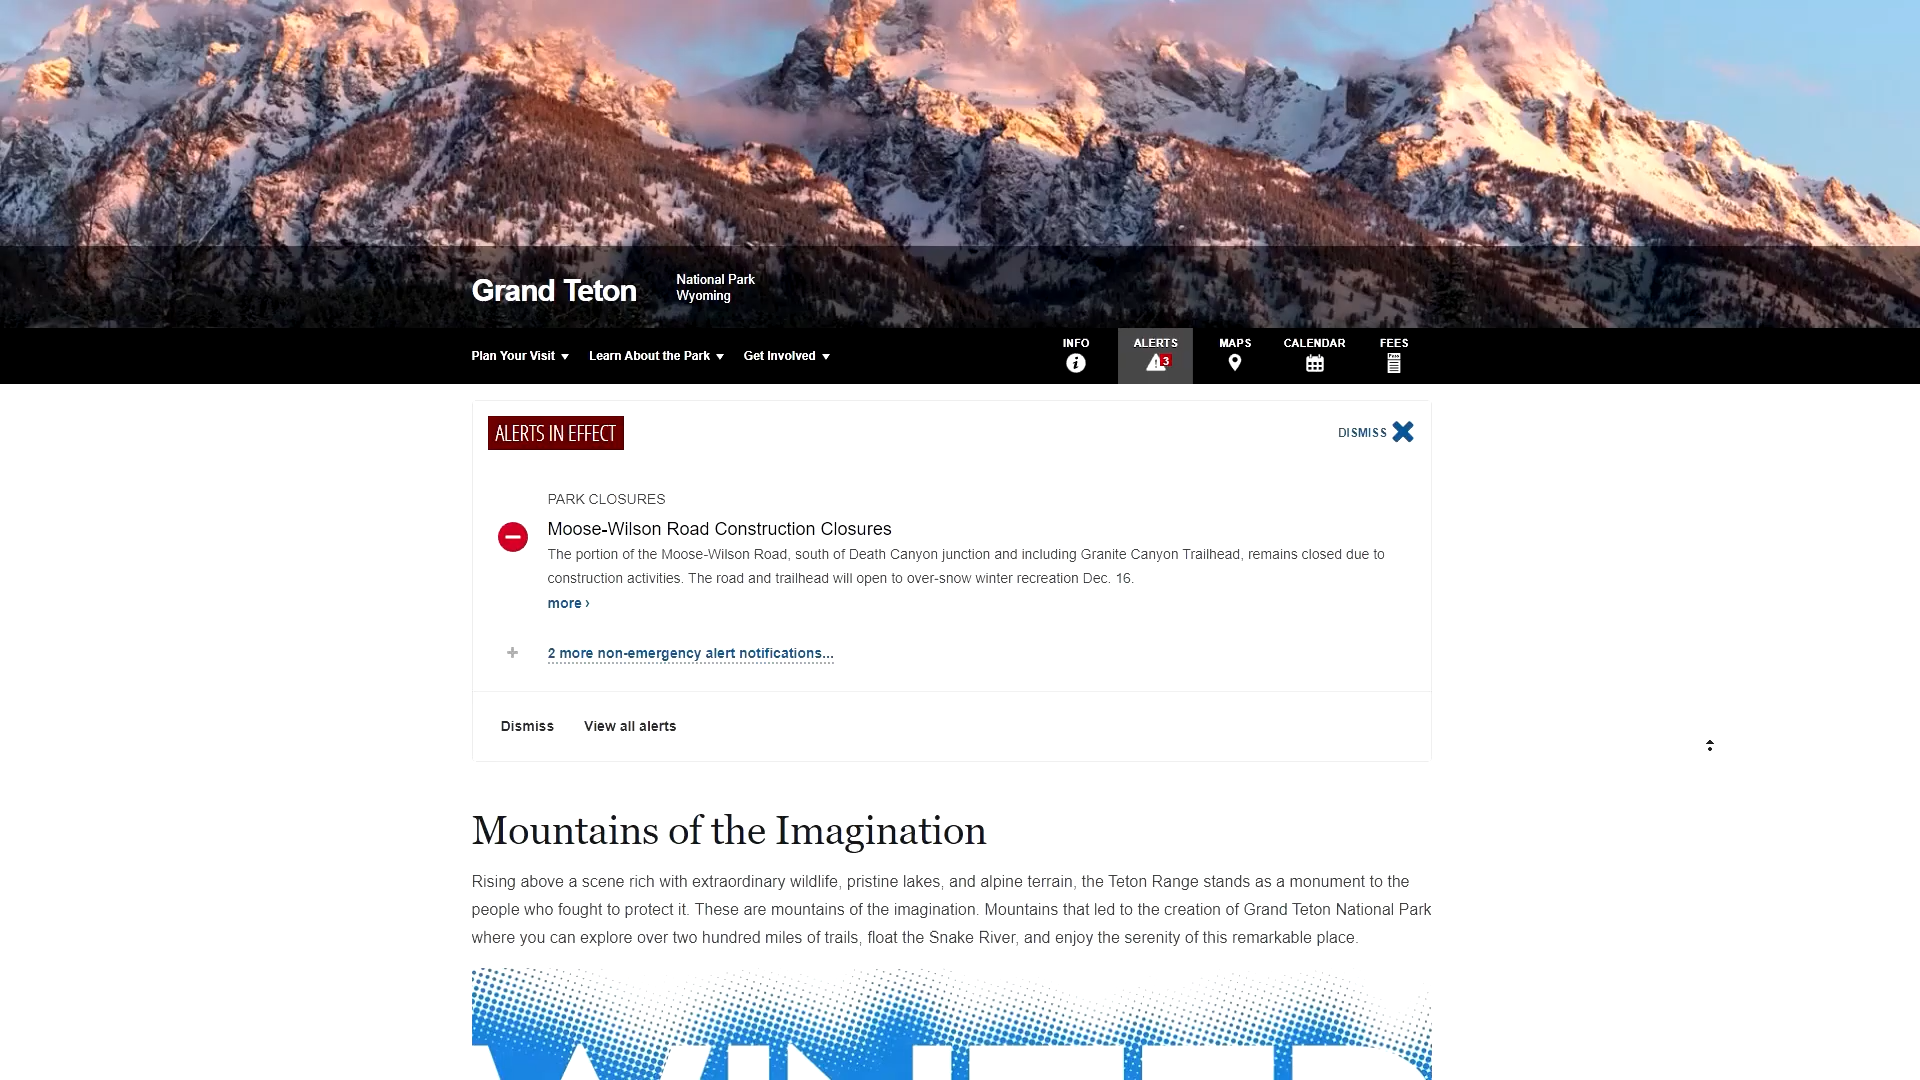 Grand Teton
National Park
Wyoming
Plan Your Visit
Learn About the Park
Get Involved
INFO
ALERTS
3
MAPS
CALENDAR
FEES
ALERTS IN EFFECT
DISMISS
PARK CLOSURES
Moose-Wilson Road Construction Closures
The portion of the Moose-Wilson Road, south of Death Canyon junction and including Granite Canyon Trailhead, remains closed due to
construction activities. The road and trailhead will open to over-snow winter recreation Dec. 16.
more ›
2 more non-emergency alert notifications...
Dismiss
View all alerts
Mountains of the Imagination
Rising above a scene rich with extraordinary wildlife, pristine lakes, and alpine terrain, the Teton Range stands as a monument to the
people who fought to protect it. These are mountains of the imagination. Mountains that led to the creation of Grand Teton National Park
where you can explore over two hundred miles of trails, float the Snake River, and enjoy the serenity of this remarkable place.
WINTER